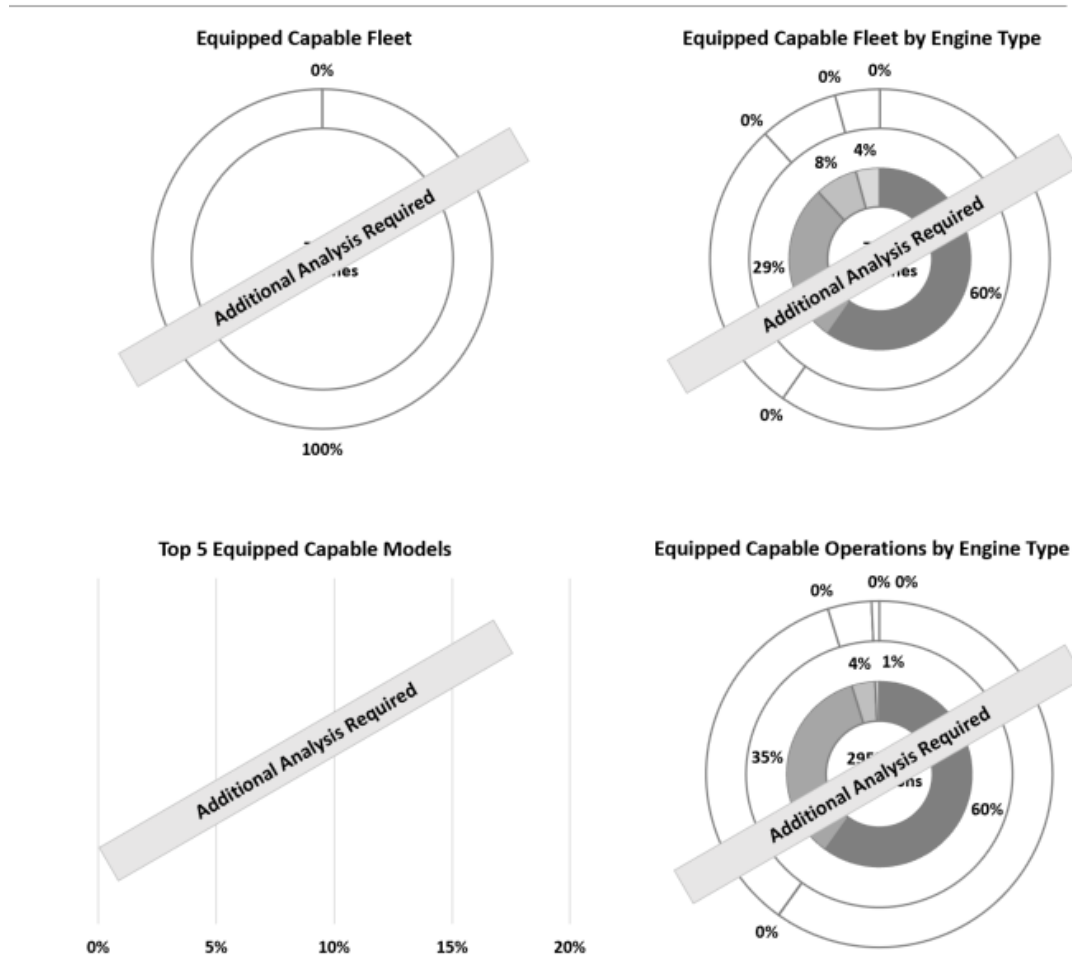 Equipped Capable Fleet
0%
Additional Analysis Required
100%
Equipped Capable Fleet by Engine Type
0%
0%
0%
8%
4%
29%
60%
Additional Analysis Required
0%
Top 5 Equipped Capable Models
Additional Analysis Required
0%
5%
10%
15%
20%
Equipped Capable Operations by Engine Type
0%
0% 0%
4%
1%
35%
60%
Additional Analysis Required
0%